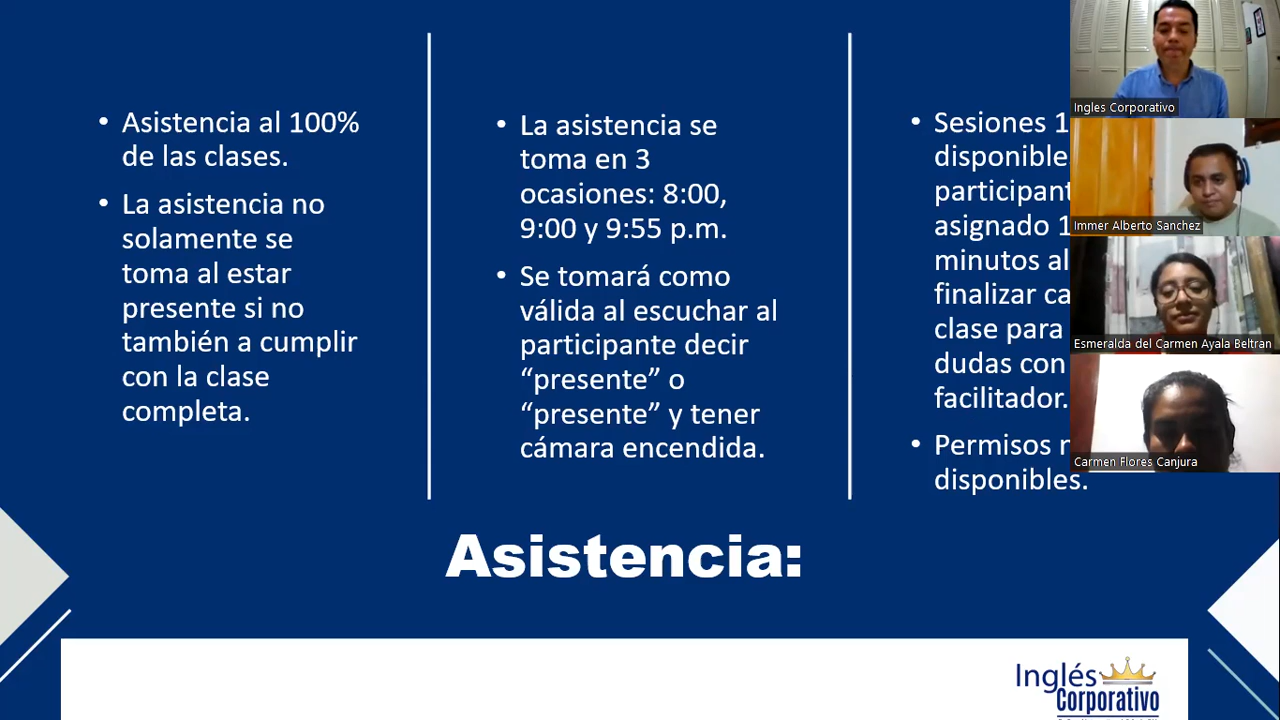 • Asistencia al 100%
de las clases.
• La asistencia no
solamente se
toma al estar
presente si no
también a cumplir
con la clase
completa.
• La asistencia se
toma en 3
ocasiones: 8:00,
9:00 y 9:55 p.m.
• Se tomará como
válida al escuchar al
participante decir
“presente” o
“presente” y tener
cámara encendida.
• Sesiones 1
disponible
participant
asignado 1
minutos al
finalizar ca
clase para
dudas con
facilitador.
• Permisos n
disponibles.
Asistencia:
Inglés
Corporativo
Ingles Corporativo
Immer Alberto Sanchez
Esmeralda del Carmen Ayala Beltran
Carmen Flores Canjura